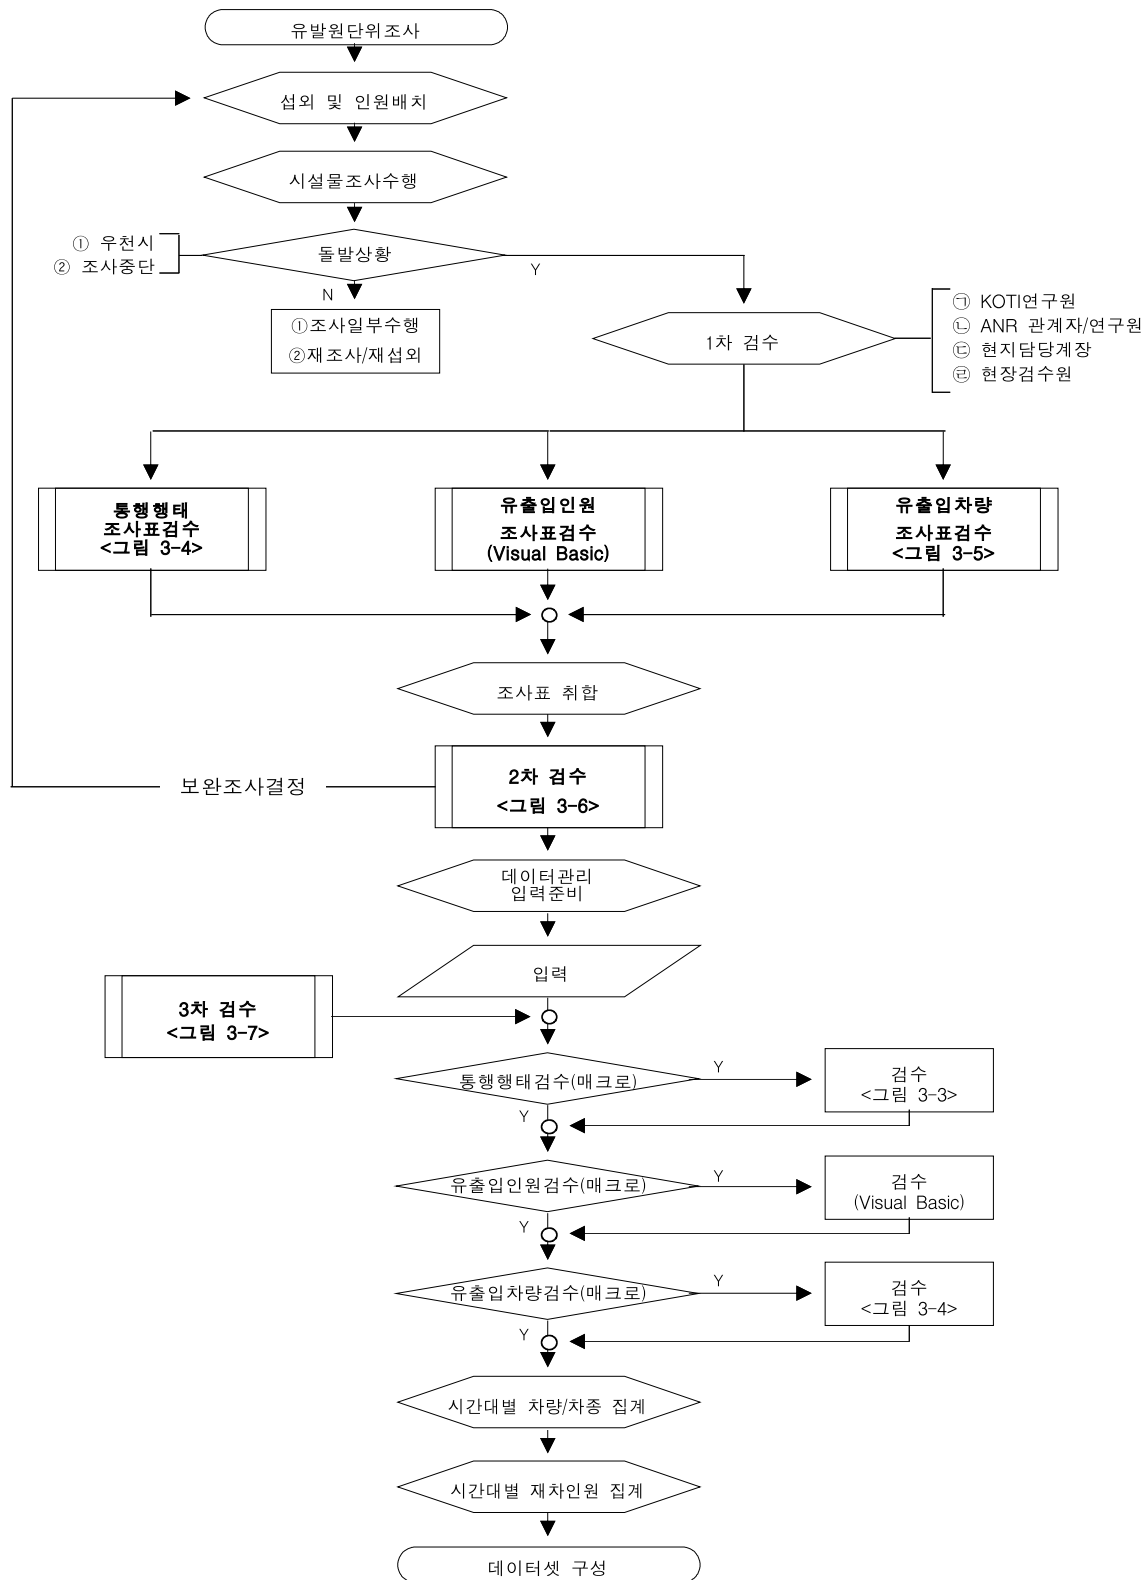 유발원단위조사
섭외 및 인원배치
시설물조사수행
① 우천시
② 조사중단
돌발상황
Y
N
①조사일부수행
②재조사/재섭외
1차 검수
㉠ KOTI연구원
㉡ ANR 관계자/연구원
㉢ 현지담당계장
㉣ 현장검수원
통행행태
조사표검수
<그림 3-4>
유출입인원
조사표검수
(Visual Basic)
유출입차량
조사표검수
<그림 3-5>
조사표 취합
2차 검수
<그림 3-6>
보완조사결정
데이터관리
입력준비
입력
3차 검수
<그림 3-7>
통행행태검수(매크로)
Y
검수
<그림 3-3>
Y
유출입인원검수(매크로)
Y
검수
(Visual Basic)
Y
유출입차량검수(매크로)
Y
검수
<그림 3-4>
Y
시간대별 차량/차종 집계
시간대별 재차인원 집계
데이터셋 구성